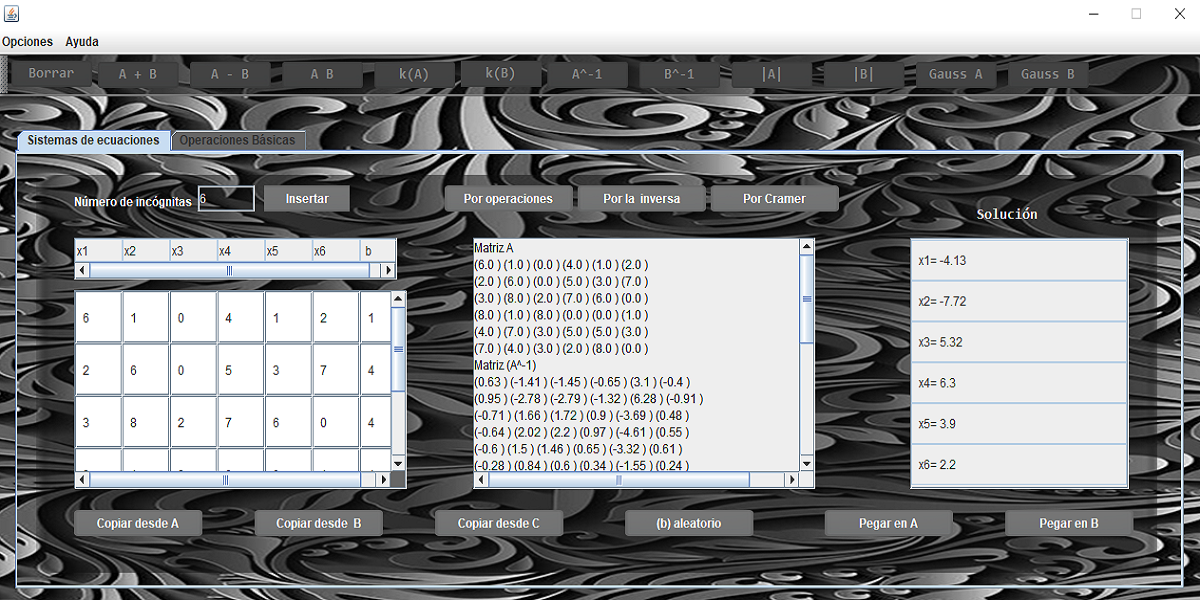 Opciones Ayuda
Borrar A + B A - B A B k(A) k(B) A^-1 B^-1 |A| |B| Gauss A Gauss B
Sistemas de ecuaciones Operaciones Básicas
Número de incógnitas 6 Insertar Por operaciones Por la inversa Por Cramer
Solución
x1 x2 x3 x4 x5 x6 b
6 1 0 4 1 2 1
2 6 0 5 3 7 4
3 8 2 7 6 0 4
Matriz A
(6.0 ) (1.0 ) (0.0 ) (4.0 ) (1.0 ) (2.0 )
(2.0 ) (6.0 ) (0.0 ) (5.0 ) (3.0 ) (7.0 )
(3.0 ) (8.0 ) (2.0 ) (7.0 ) (6.0 ) (0.0 )
(8.0 ) (1.0 ) (8.0 ) (0.0 ) (0.0 ) (1.0 )
(4.0 ) (7.0 ) (3.0 ) (5.0 ) (5.0 ) (3.0 )
(7.0 ) (4.0 ) (3.0 ) (2.0 ) (8.0 ) (0.0 )
Matriz (A^-1)
(0.63 ) (-1.41 ) (-1.45 ) (-0.65 ) (3.1 ) (-0.4 )
(0.95 ) (-2.78 ) (-2.79 ) (-1.32 ) (6.28 ) (-0.91 )
(-0.71 ) (1.66 ) (1.72 ) (0.9 ) (-3.69 ) (0.48 )
(-0.64 ) (2.02 ) (2.2 ) (0.97 ) (-4.61 ) (0.55 )
(-0.6 ) (1.5 ) (1.46 ) (0.65 ) (-3.32 ) (0.61 )
(-0.28 ) (0.84 ) (0.6 ) (0.34 ) (-1.55 ) (0.24 )
x1= -4.13
x2= -7.72
x3= 5.32
x4= 6.3
x5= 3.9
x6= 2.2
Copiar desde A Copiar desde B Copiar desde C (b) aleatorio Pegar en A Pegar en B